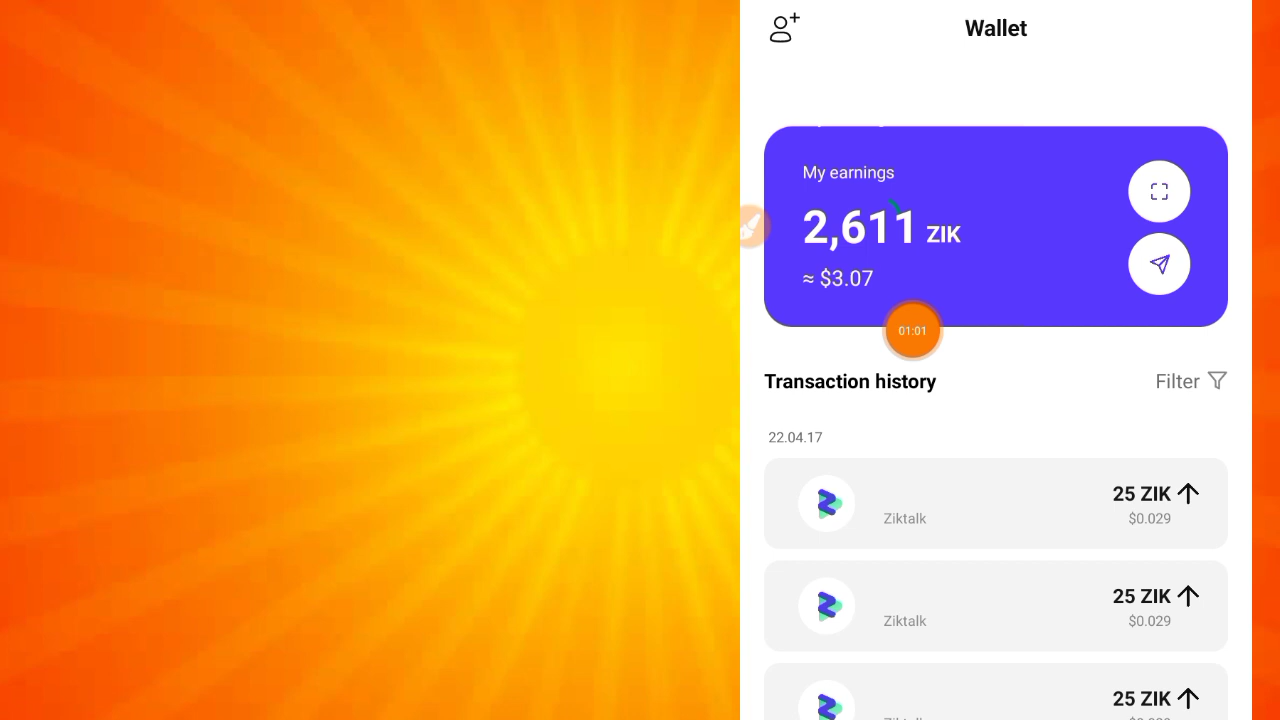 Wallet
My earnings
2,611 ZIK
≈ $3.07
01:01
Transaction history
Filter
22.04.17
25 ZIK
Ziktalk
$0.029
25 ZIK
Ziktalk
$0.029
25 ZIK